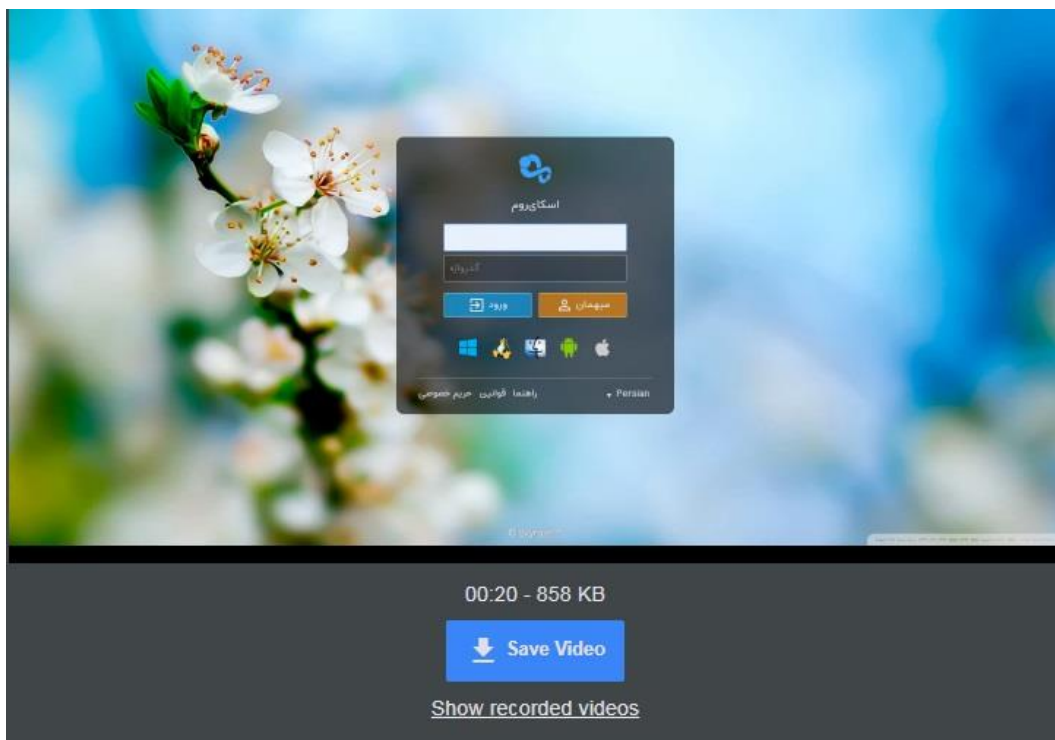 اسکای‌روم
گذرواژه
میهمان
ورود
Persian
راهنما قوانین حریم خصوصی
00:20 - 858 KB
Save Video
Show recorded videos